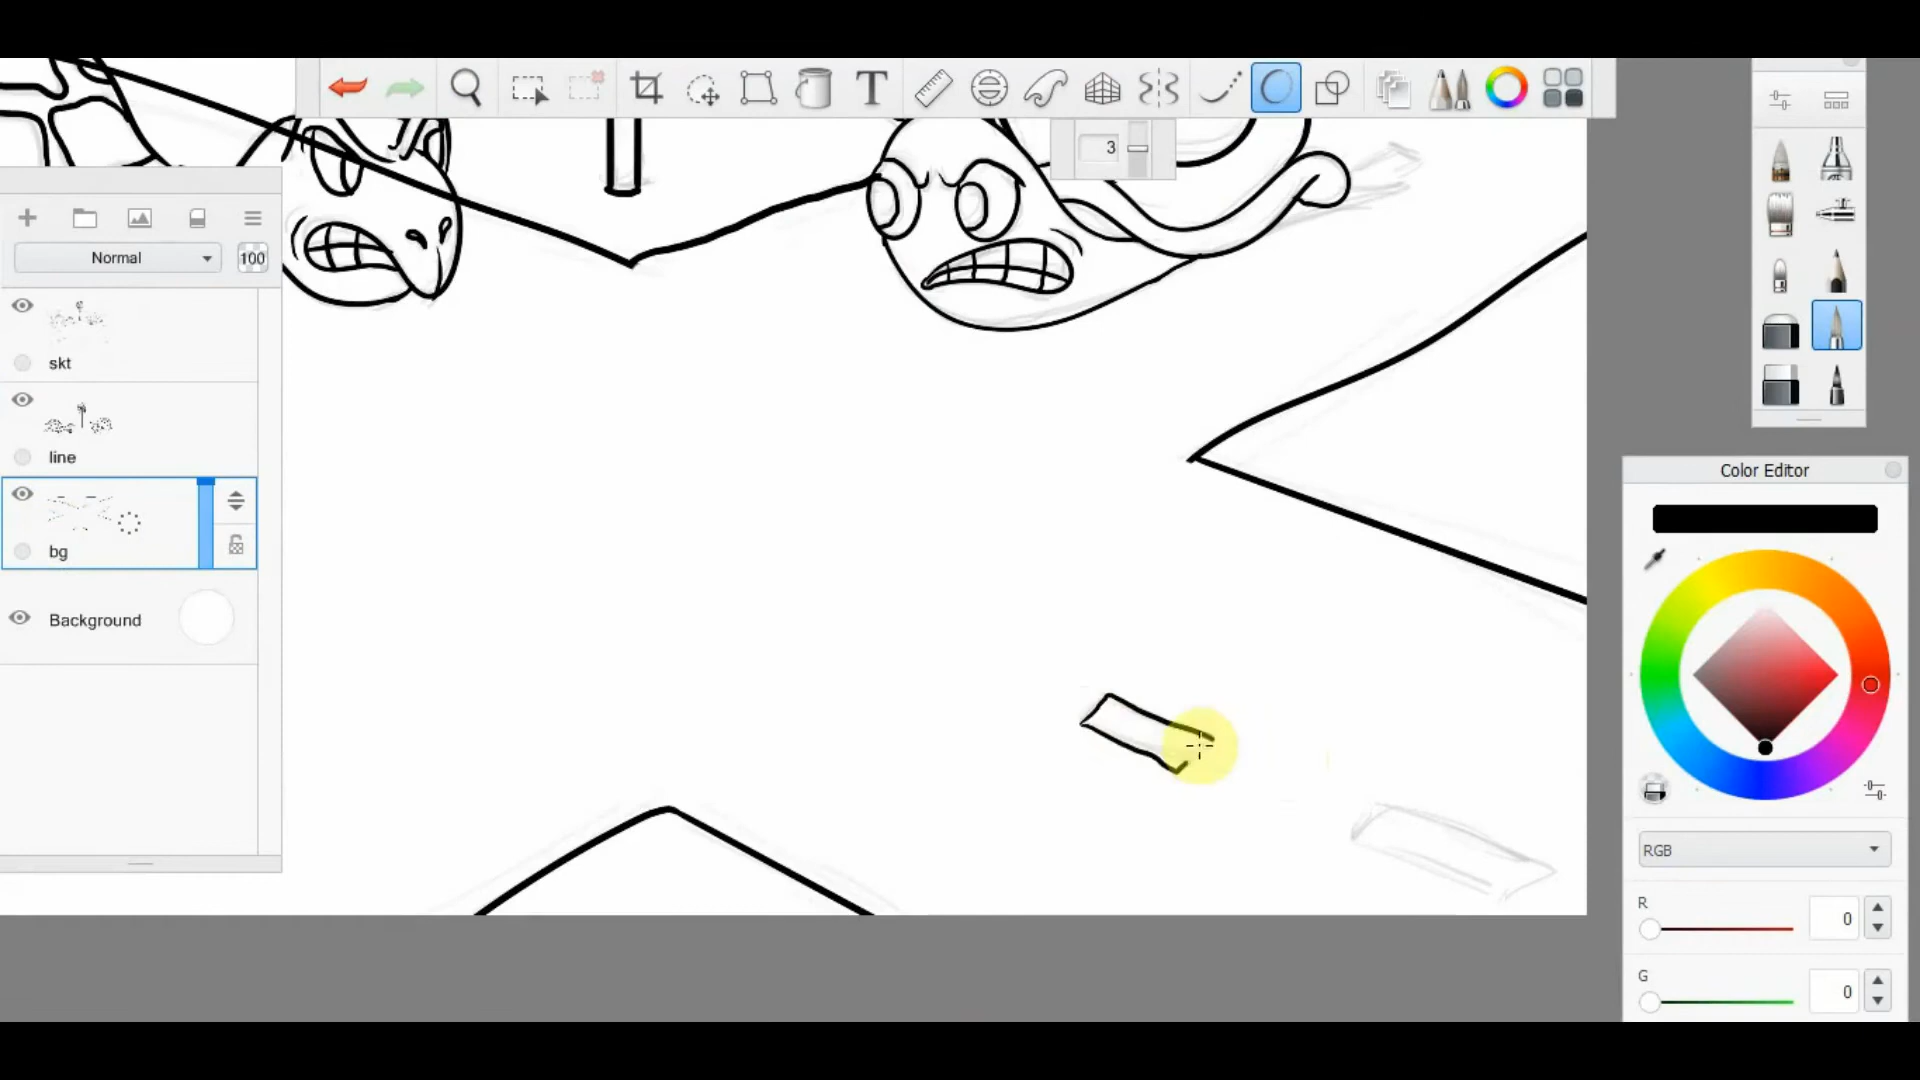 T
3
Normal
100
skt
line
bg
Background
Color Editor
RGB
R
0
G
0